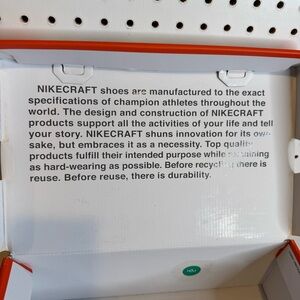 NIKECRAFT shoes are manufactured to the exact
specifications of champion athletes throughout the
world. The design and construction of NIKECRAFT
products support all the activities of your life and tell
your story. NIKECRAFT shuns innovation for its own
sake, but embraces it as a necessity. Top quality
products fulfill their intended purpose while remaining
as hard-wearing as possible. Before recycling there is
reuse. Before reuse, there is durability.